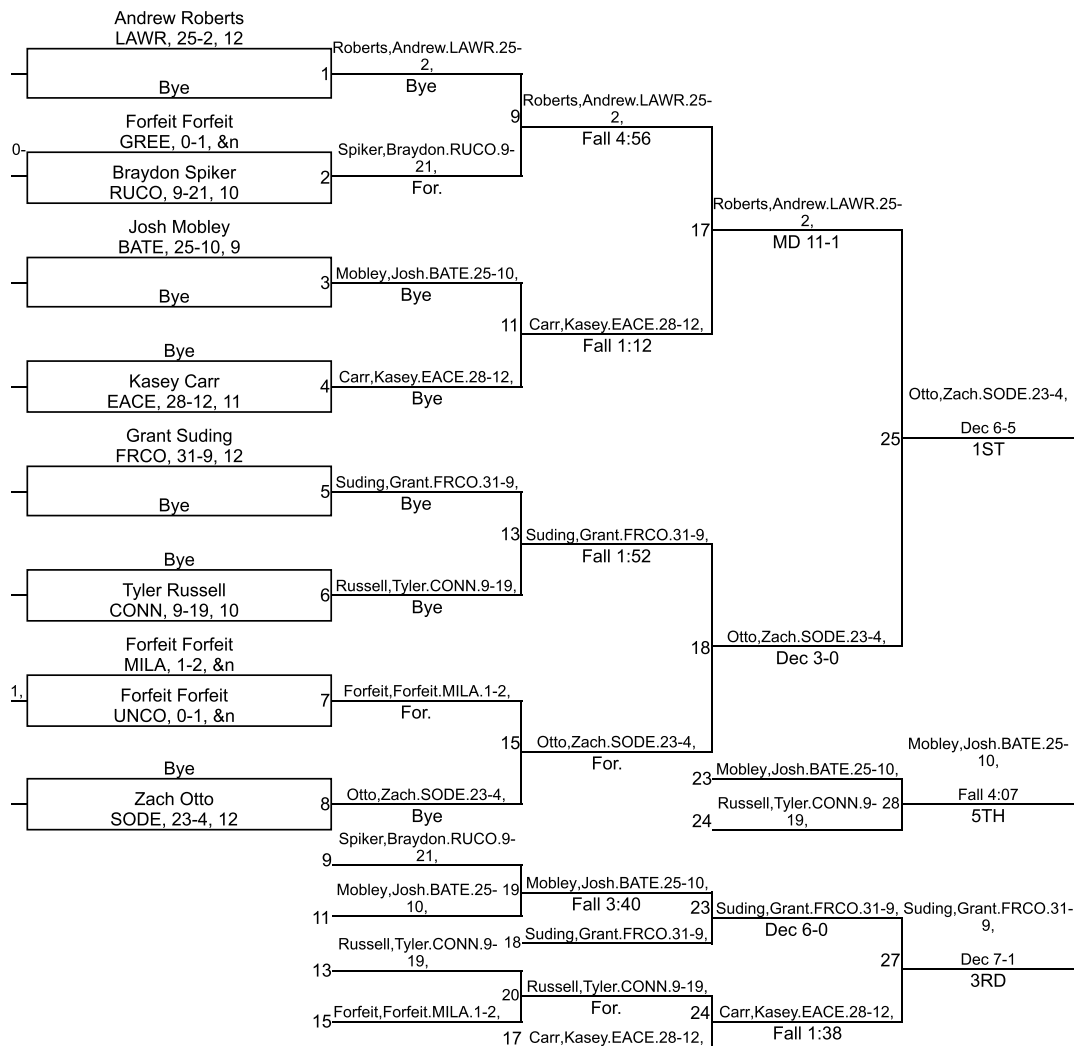 Andrew Roberts
LAWR, 25-2, 12
Bye
1
Roberts,Andrew.LAWR.25-
2,
Bye
Forfeit Forfeit
GREE, 0-1, &n
0-
Braydon Spiker
RUCO, 9-21, 10
2
Spiker,Braydon.RUCO.9-
21,
For.
9
Roberts,Andrew.LAWR.25-
2,
Fall 4:56
Josh Mobley
BATE, 25-10, 9
Bye
3
Mobley,Josh.BATE.25-10,
Bye
Bye
Kasey Carr
EACE, 28-12, 11
4
Carr,Kasey.EACE.28-12,
Bye
11
Carr,Kasey.EACE.28-12,
Fall 1:12
17
Roberts,Andrew.LAWR.25-
2,
MD 11-1
Grant Suding
FRCO, 31-9, 12
Bye
5
Suding,Grant.FRCO.31-9,
Bye
Bye
Tyler Russell
CONN, 9-19, 10
6
Russell,Tyler.CONN.9-19,
Bye
13
Suding,Grant.FRCO.31-9,
Fall 1:52
Forfeit Forfeit
MILA, 1-2, &n
1,
Forfeit Forfeit
UNCO, 0-1, &n
7
Forfeit,Forfeit.MILA.1-2,
For.
Bye
Zach Otto
SODE, 23-4, 12
8
Otto,Zach.SODE.23-4,
Bye
15
Otto,Zach.SODE.23-4,
For.
18
Otto,Zach.SODE.23-4,
Dec 3-0
25
Otto,Zach.SODE.23-4,
Dec 6-5
1ST
23
Mobley,Josh.BATE.25-10,
24
Russell,Tyler.CONN.9-
19,
28
Mobley,Josh.BATE.25-
10,
Fall 4:07
5TH
9
Spiker,Braydon.RUCO.9-
21,
11
Mobley,Josh.BATE.25-
10,
19
Mobley,Josh.BATE.25-10,
Fall 3:40
18
Suding,Grant.FRCO.31-9,
23
Suding,Grant.FRCO.31-9,
Dec 6-0
13
Russell,Tyler.CONN.9-
19,
15
Forfeit,Forfeit.MILA.1-2,
20
Russell,Tyler.CONN.9-19,
For.
17
Carr,Kasey.EACE.28-12,
24
Carr,Kasey.EACE.28-12,
Fall 1:38
27
Suding,Grant.FRCO.31-
9,
Dec 7-1
3RD